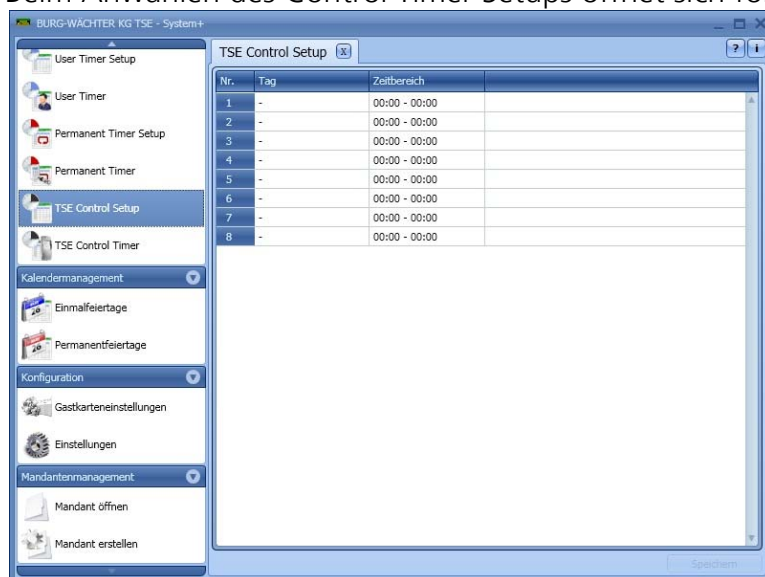 Beim Anwählen des Control Timer Setups öffnet sich
BURG-WÄCHTER KG TSE - System+
User Timer Setup
User Timer
Permanent Timer Setup
Permanent Timer
TSE Control Setup
TSE Control Timer
Kalendermanagement
Einmalfeiertage
Permanentfeiertage
Konfiguration
Gastkarteneinstellungen
Einstellungen
Mandantenmanagement
Mandant öffnen
Mandant erstellen
TSE Control Setup x
? i
Nr. Tag Zeitbereich
1 - 00:00 - 00:00
2 - 00:00 - 00:00
3 - 00:00 - 00:00
4 - 00:00 - 00:00
5 - 00:00 - 00:00
6 - 00:00 - 00:00
7 - 00:00 - 00:00
8 - 00:00 - 00:00
Speichern